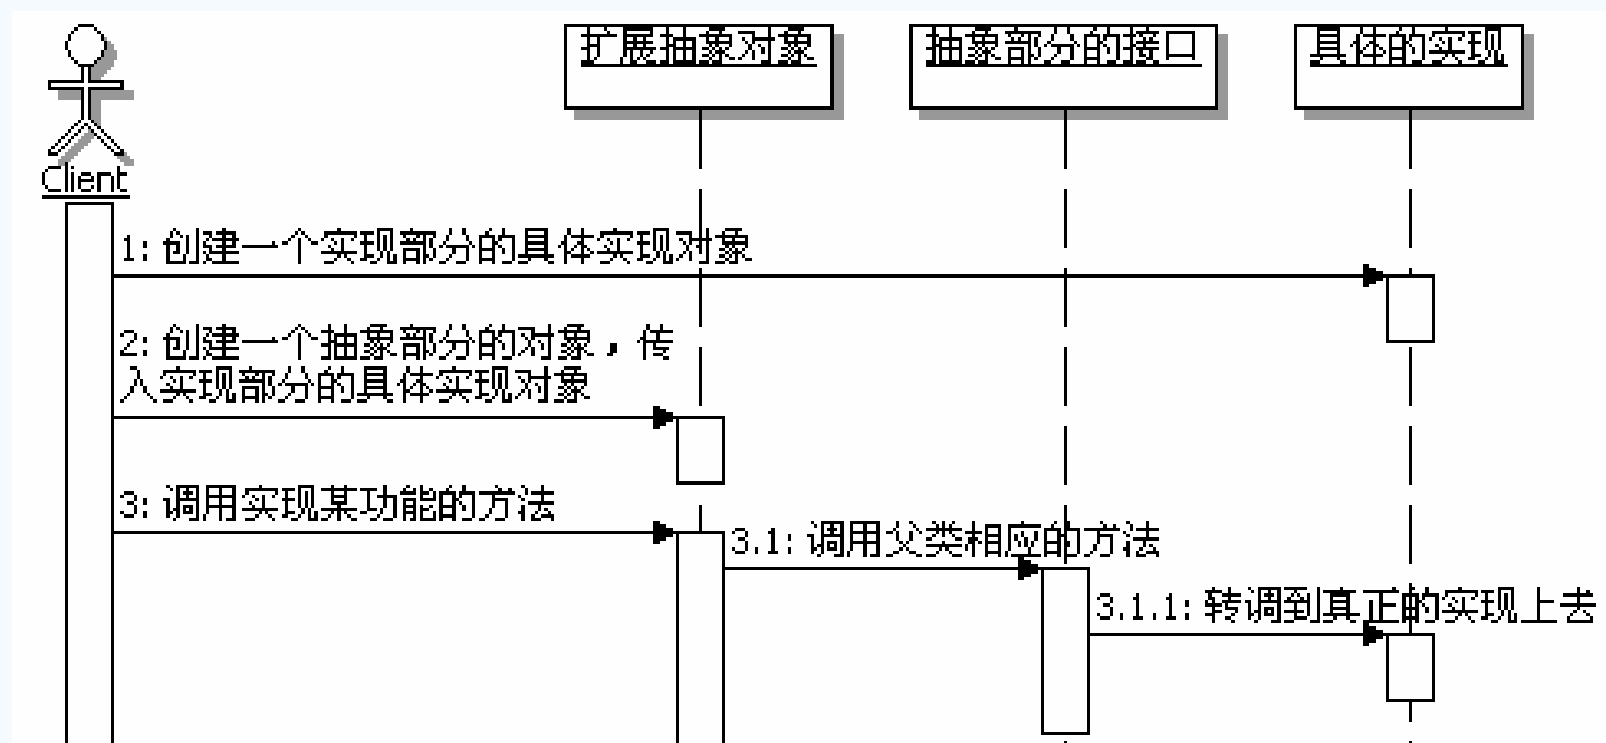 扩展抽象对象
抽象部分的接口
具体的实现
Client
1: 创建一个实现部分的具体实现对象
2: 创建一个抽象部分的对象，传
入实现部分的具体实现对象
3: 调用实现某功能的方法
3.1: 调用父类相应的方法
3.1.1: 转调到真正的实现上去